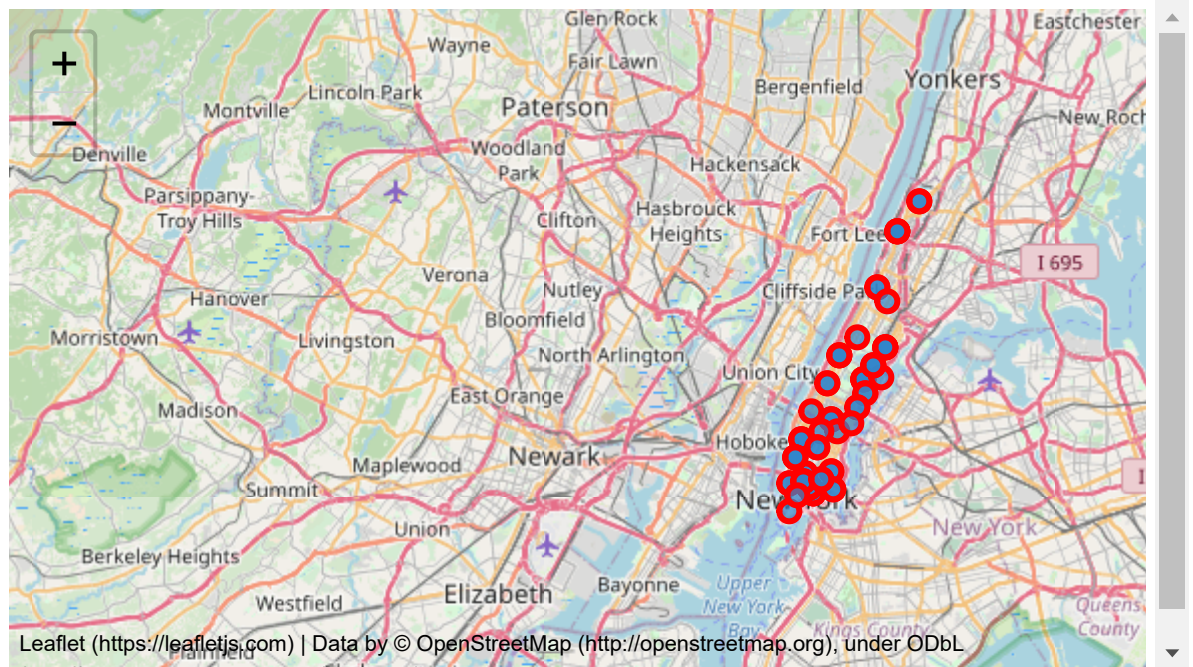 Glen Rock
Eastchester
Wayne
Fair Lawn
+
Yonkers
Bergenfield
Lincoln Park
Montville
Paterson
New Roch
−
Denville
Woodland
Park
Hackensack
Parsippany-
Troy Hills
Clifton
Hasbrouck
Heights
Fort Lee
I 695
Verona
Nutley
Cliffside Pa
Hanover
Bloomfield
Morristown
Livingston
North Arlington
Union City
East Orange
Madison
Hoboke
Newark
Maplewood
Summit
New York
Union
New York
Berkeley Heights
Elizabeth
Bayonne
Upper
New York
Bay
Westfield
Queens
County
Kings County
Leaflet (https://leafletjs.com) | Data by © OpenStreetMap (http://openstreetmap.org), under ODbL
Plainfield